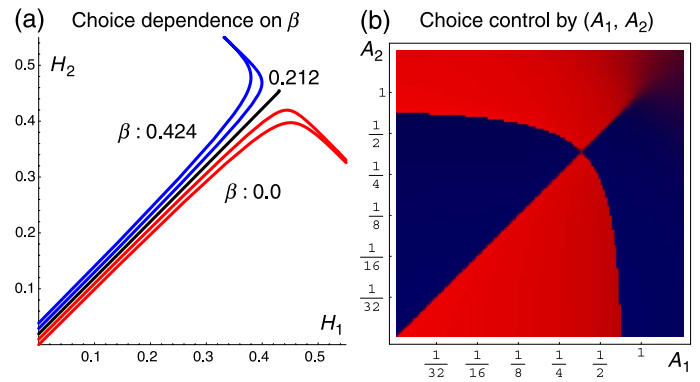 (a) Choice dependence on β
H₂
0.5
0.4
0.3
0.2
0.1
0.212
β : 0.424
β : 0.0
H₁
0.1 0.2 0.3 0.4 0.5
(b) Choice control by (A₁, A₂)
A₂
1
1/2
1/4
1/8
1/16
1/32
1/32 1/16 1/8 1/4 1/2 1
A₁